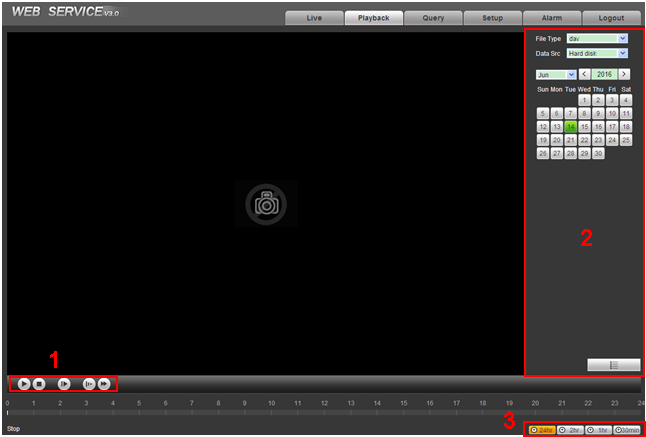 WEB SERVICE V3.0
Live Playback Query Setup Alarm Logout
File Type dav
Data Src Hard disk
Jun < 2016 >
Sun Mon Tue Wed Thu Fri Sat
1 2 3 4
5 6 7 8 9 10 11
12 13 14 15 16 17 18
19 20 21 22 23 24 25
26 27 28 29 30
2
1
0 1 2 3 4 5 6 7 8 9 10 11 12 13 14 15 16 17 18 19 20 21 22 23 24
3
Stop 24hr 2hr 1hr 30min